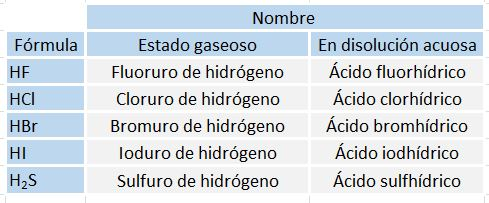 Nombre
Fórmula Estado gaseoso En disolución acuosa
HF Fluoruro de hidrógeno Ácido fluorhídrico
HCl Cloruro de hidrógeno Ácido clorhídrico
HBr Bromuro de hidrógeno Ácido bromhídrico
HI Ioduro de hidrógeno Ácido iodhídrico
H₂S Sulfuro de hidrógeno Ácido sulfhídrico